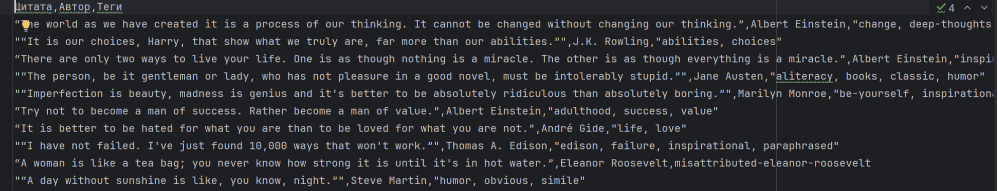 Цитата,Автор,Теги
4
“The world as we have created it is a process of our thinking. It cannot be changed without changing our thinking.”,Albert Einstein,"change, deep-thoughts
"“It is our choices, Harry, that show what we truly are, far more than our abilities.”",J.K. Rowling,"abilities, choices"
“There are only two ways to live your life. One is as though nothing is a miracle. The other is as though everything is a miracle.”,Albert Einstein,"inspi
"“The person, be it gentleman or lady, who has not pleasure in a good novel, must be intolerably stupid.”",Jane Austen,"aliteracy, books, classic, humor"
"“Imperfection is beauty, madness is genius and it's better to be absolutely ridiculous than absolutely boring.”",Marilyn Monroe,"be-yourself, inspirationa
“Try not to become a man of success. Rather become a man of value.”,Albert Einstein,"adulthood, success, value"
“It is better to be hated for what you are than to be loved for what you are not.”,André Gide,"life, love"
"“I have not failed. I've just found 10,000 ways that won't work.”",Thomas A. Edison,"edison, failure, inspirational, paraphrased"
“A woman is like a tea bag; you never know how strong it is until it's in hot water.”,Eleanor Roosevelt,misattributed-eleanor-roosevelt
"“A day without sunshine is like, you know, night.”",Steve Martin,"humor, obvious, simile"